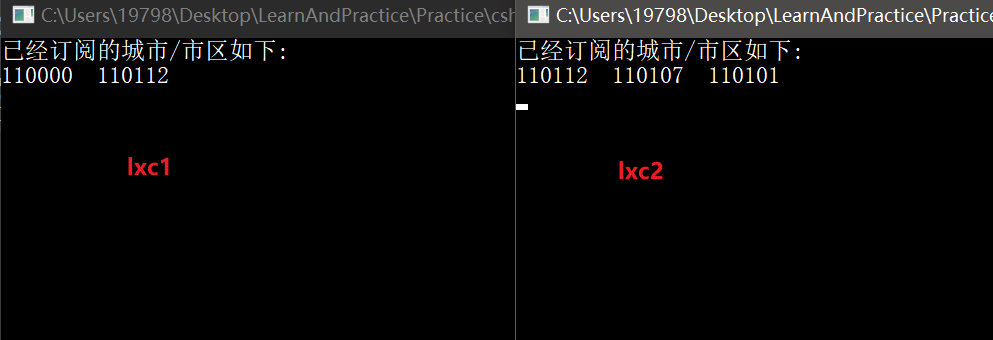 C:\Users\19798\Desktop\LearnAndPractice\Practice\csh
已经订阅的城市/市区如下:
110000 110112
lxc1
C:\Users\19798\Desktop\LearnAndPractice\Practice
已经订阅的城市/市区如下:
110112 110107 110101
lxc2